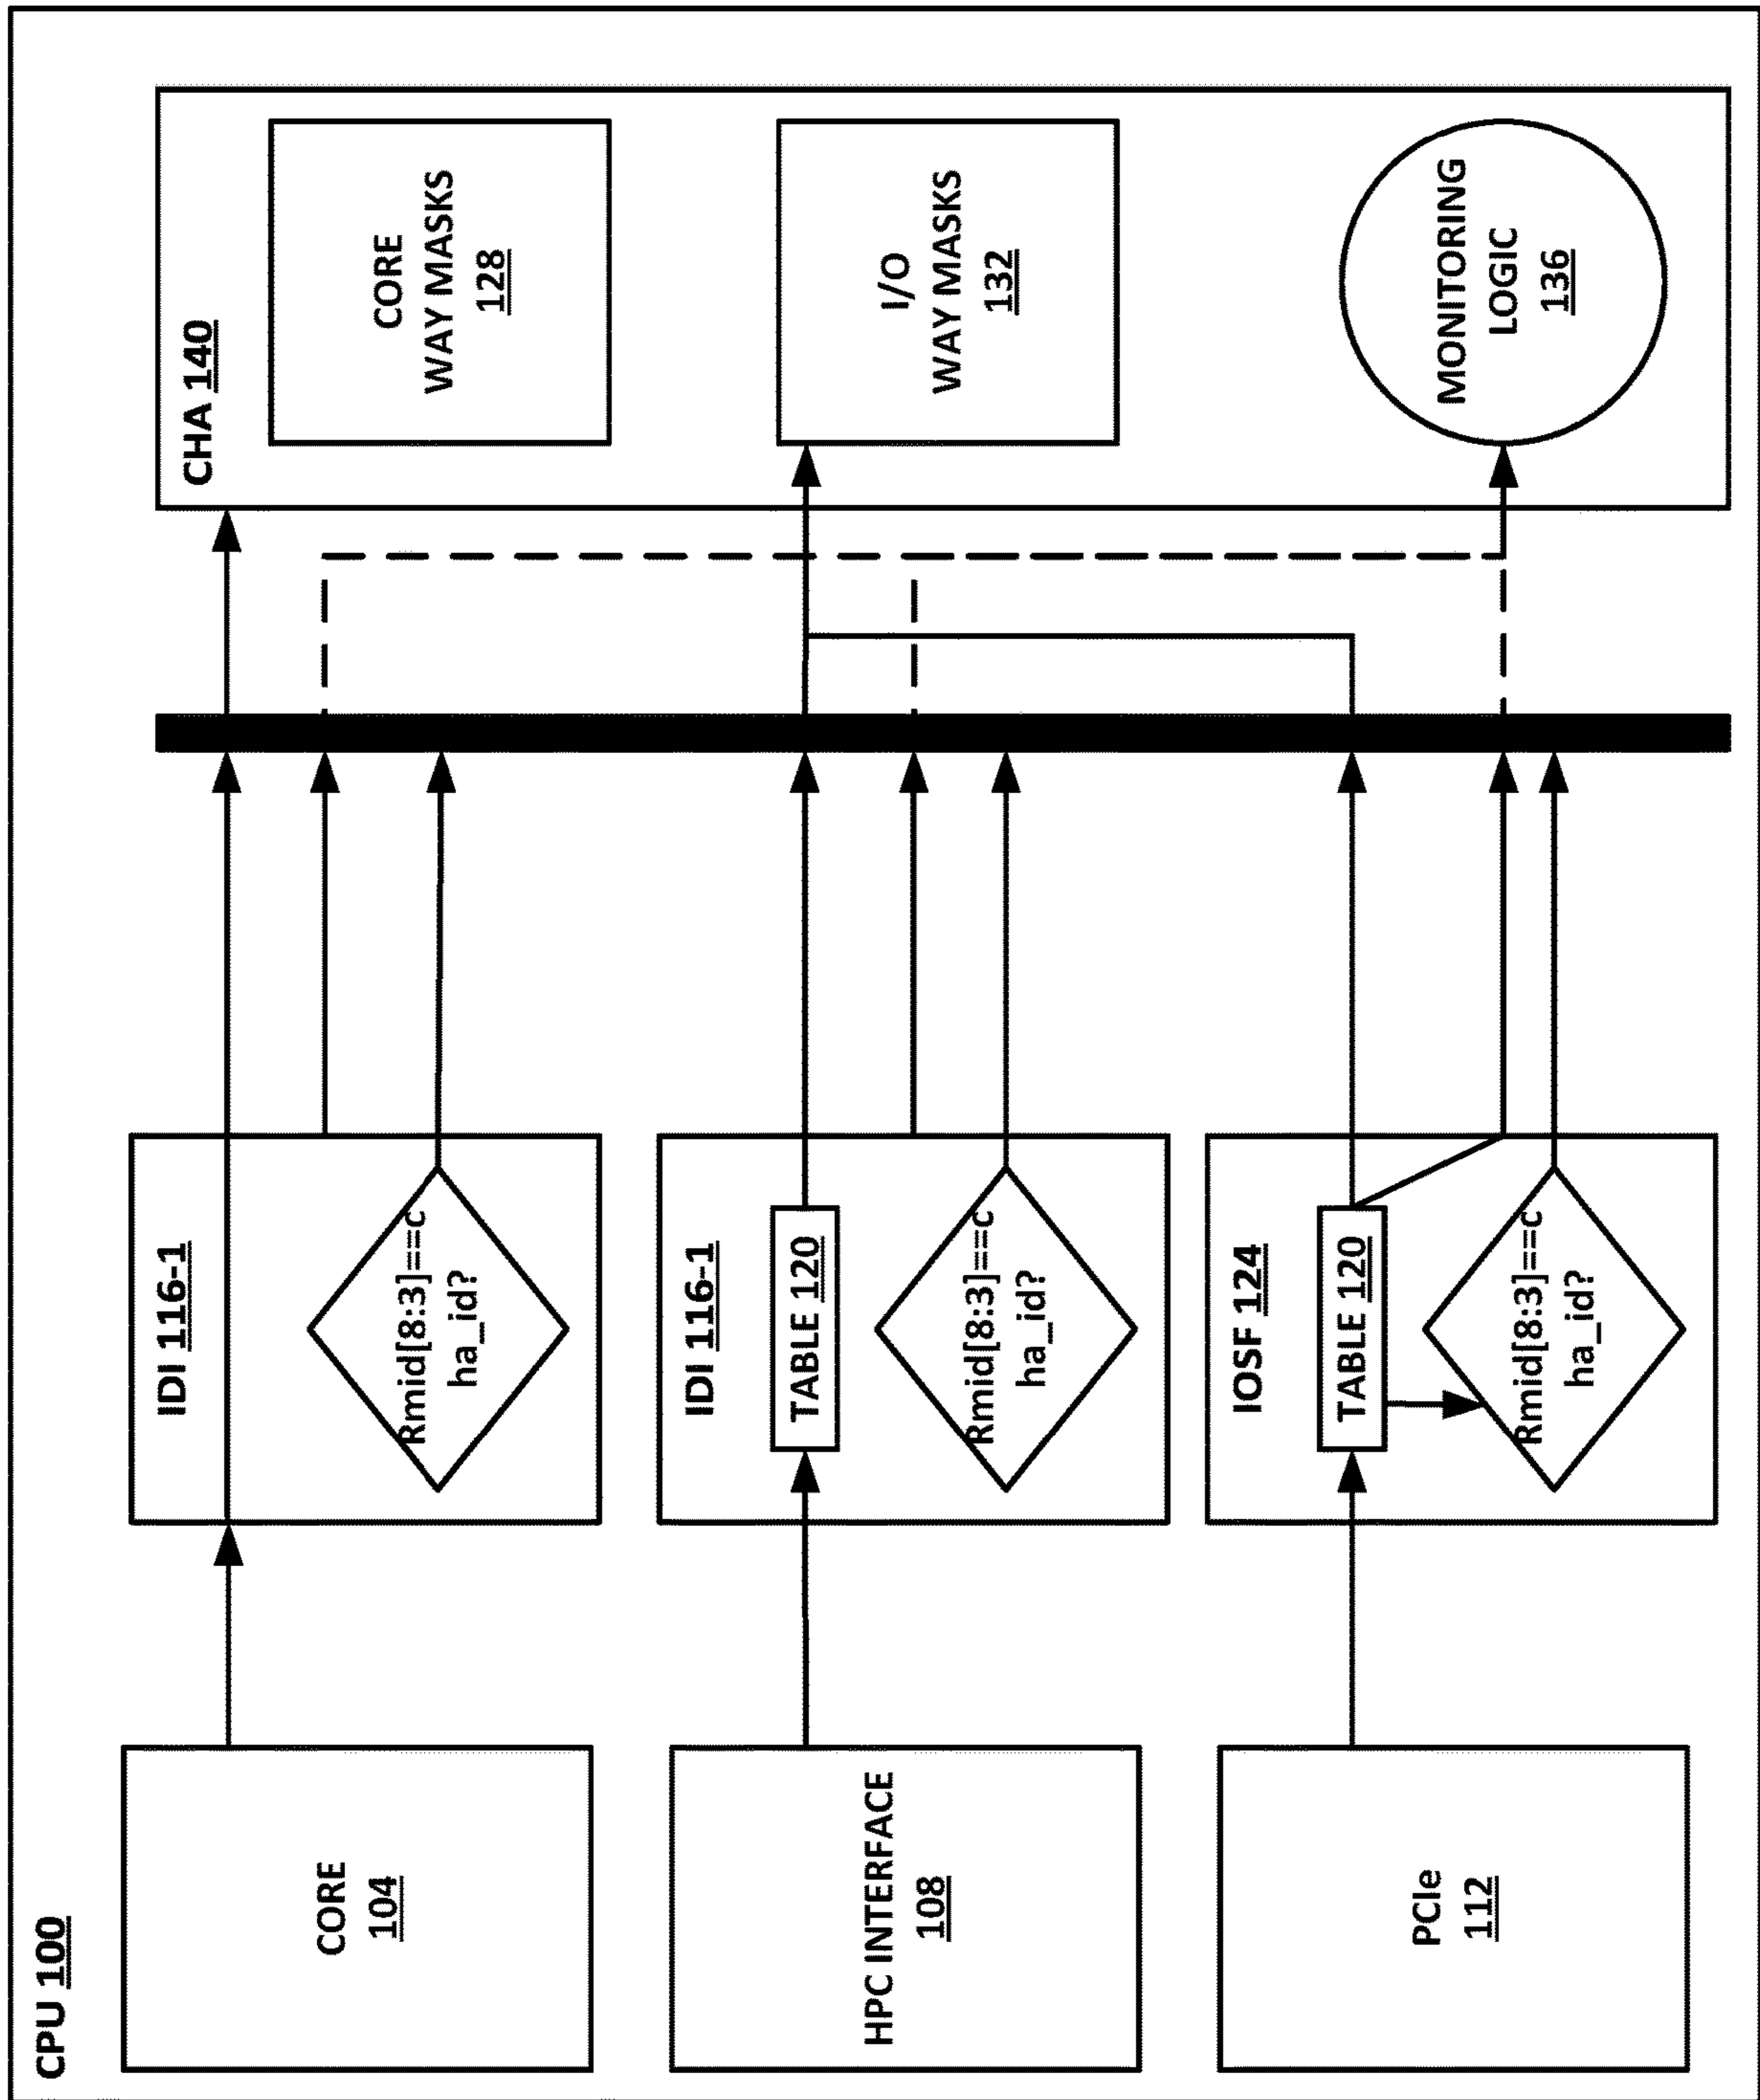 CPU 100
CORE
104
HPC INTERFACE
108
PCIe
112
IDI 116-1
Rmid[8:3]==c
ha_id?
IDI 116-1
TABLE 120
Rmid[8:3]==c
ha_id?
IOSF 124
TABLE 120
Rmid[8:3]==c
ha_id?
CHA 140
CORE
WAY MASKS
128
I/O
WAY MASKS
132
MONITORING
LOGIC
136